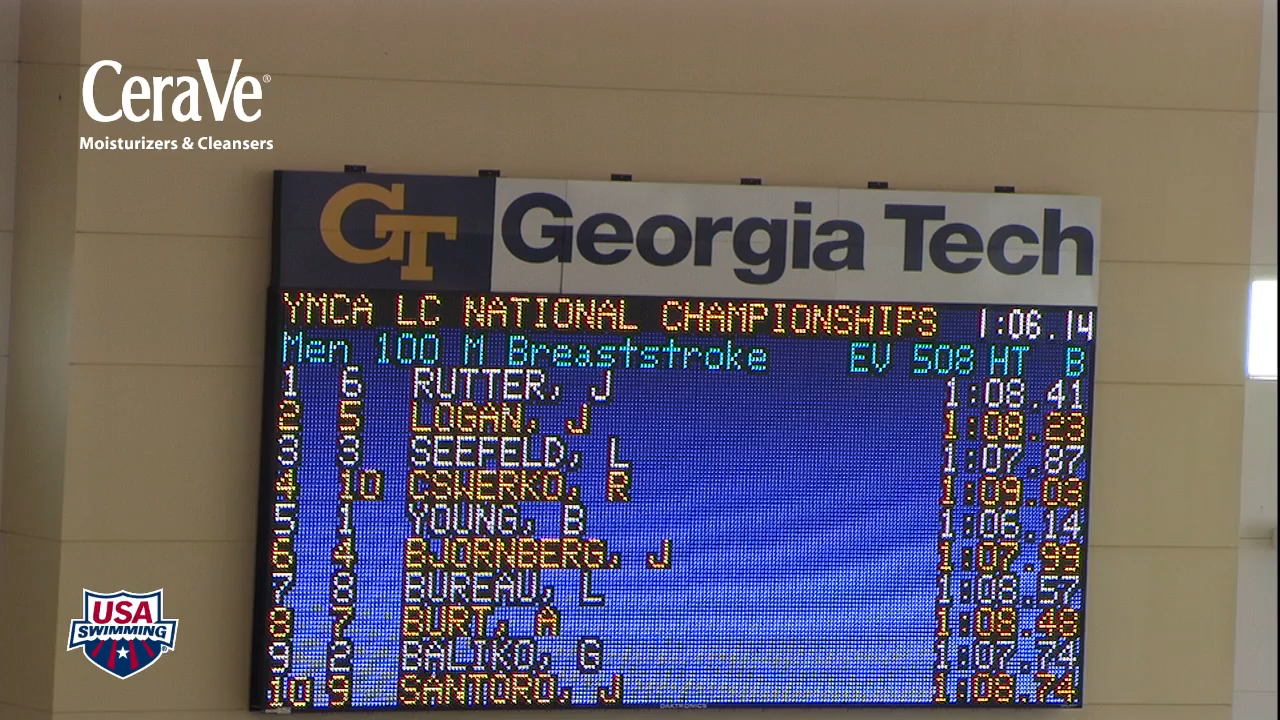 CeraVe®
Moisturizers & Cleansers
GT Georgia Tech
YMCA LC NATIONAL CHAMPIONSHIPS 1:06.14
Men 100 M Breaststroke EV 508 HT B
1 6 RUTTER, J 1:08.41
2 5 LOGAN, J 1:08.23
3 3 SEEFELD, L 1:07.87
4 10 CSWERKO, R 1:09.03
5 1 YOUNG, B 1:06.14
6 4 BJORNBERG, J 1:07.99
7 8 BUREAU, L 1:08.57
8 7 BURT, A 1:08.48
9 2 BALIKO, G 1:07.74
10 9 SANTORO, J 1:08.74
DAKTRONICS
USA
SWIMMING®